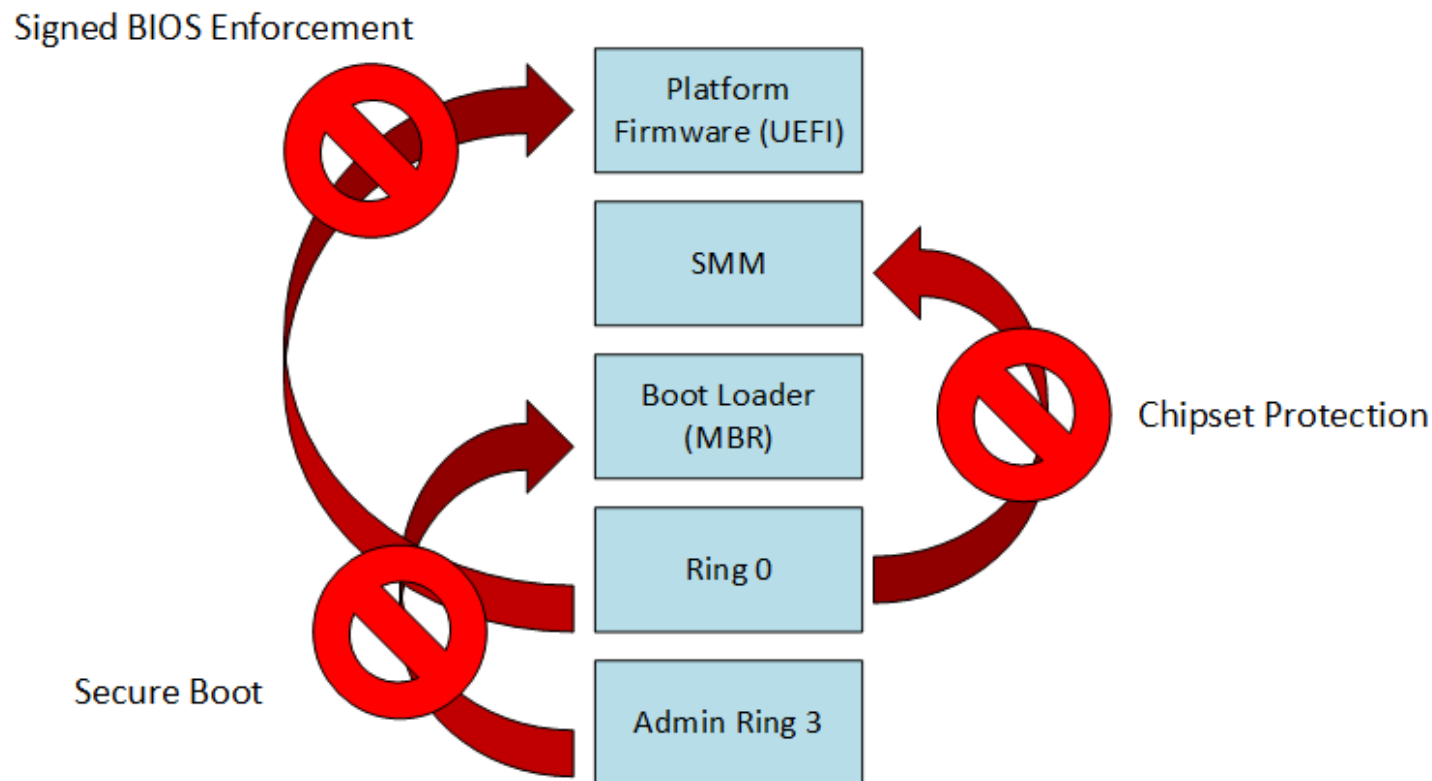 Signed BIOS Enforcement
Platform
Firmware (UEFI)
SMM
Boot Loader
(MBR)
Chipset Protection
Ring 0
Secure Boot
Admin Ring 3